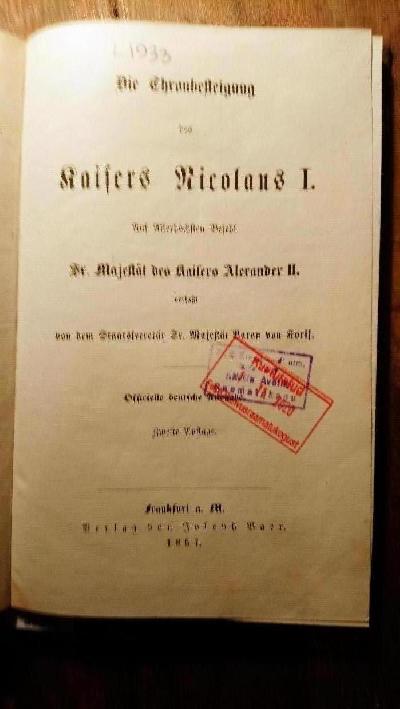 L 1933
Die Thronbesteigung
des
Kaisers Nicolaus I.
Auf Allerhöchsten Befehl
Sr. Majestät des Kaisers Alexander II.
verfaßt
von dem Staatssecretär Sr. Majestät Baron von Korff.
Officielle deutsche Ausgabe.
Zweite Auflage.
Frankfurt a. M.
Verlag von Joseph Baer.